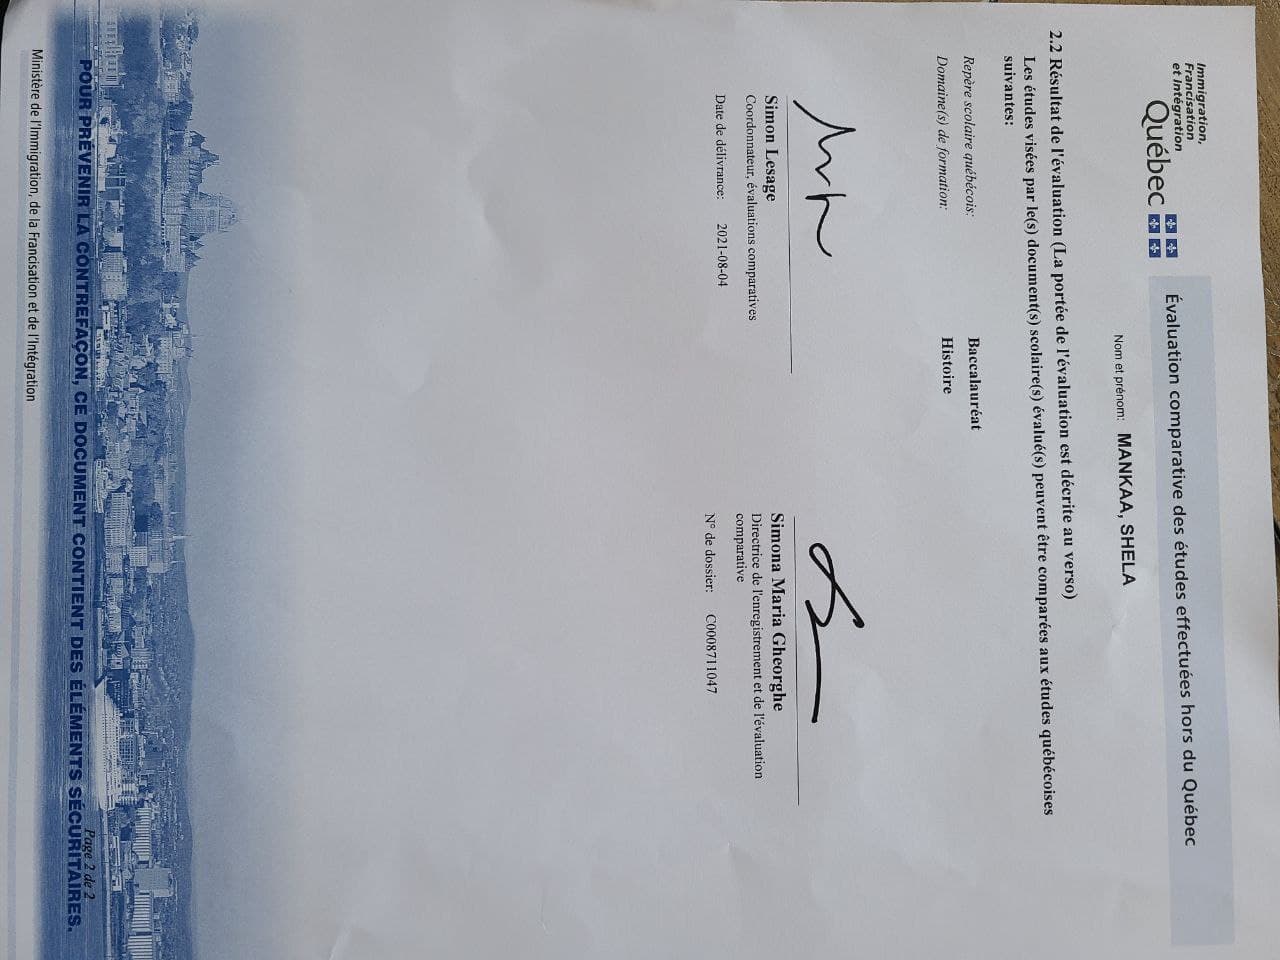 Immigration,
Francisation
et Intégration
Québec
Évaluation comparative des études effectuées hors du Québec
Nom et prénom: MANKAA, SHELA
2.2 Résultat de l'évaluation (La portée de l'évaluation est décrite au verso)
Les études visées par le(s) document(s) scolaire(s) évalué(s) peuvent être comparées aux études québécoises
suivantes:
Repère scolaire québécois: Baccalauréat
Domaine(s) de formation: Histoire
Simon Lesage
Coordonnateur, évaluations comparatives
Date de délivrance: 2021-08-04
Simona Maria Gheorghe
Directrice de l'enregistrement et de l'évaluation
comparative
N° de dossier: C0008711047
Page 2 de 2
POUR PRÉVENIR LA CONTREFAÇON, CE DOCUMENT CONTIENT DES ÉLÉMENTS SÉCURITAIRES.
Ministère de l'Immigration, de la Francisation et de l'Intégration